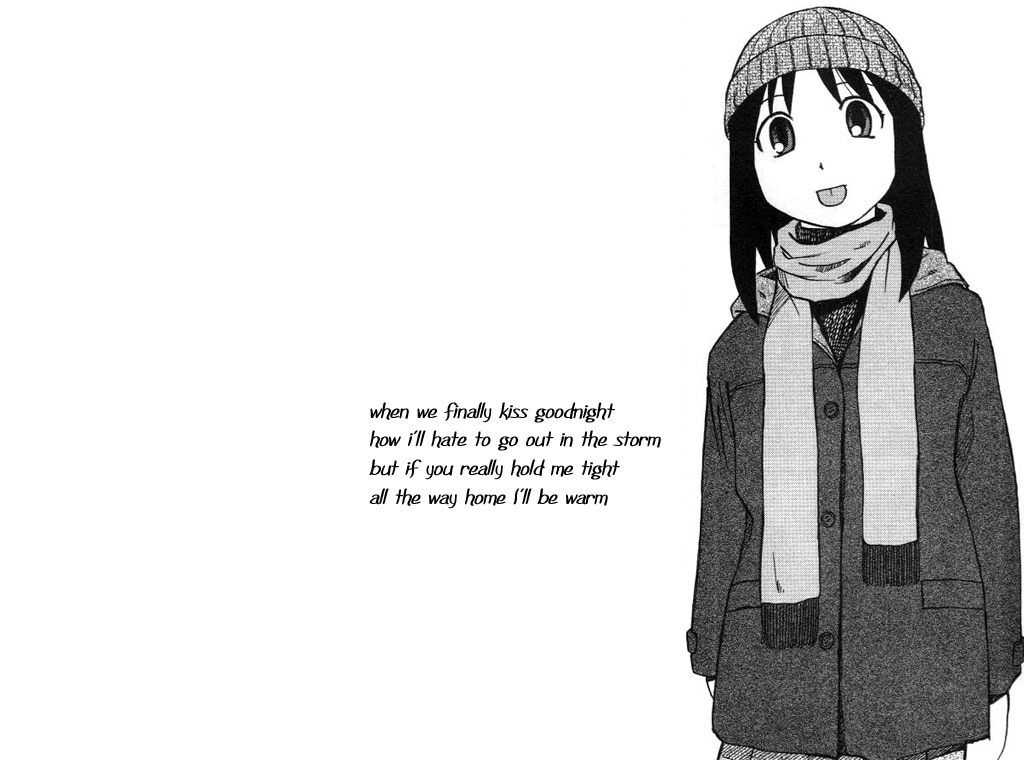 when we finally kiss goodnight
how i'll hate to go out in the storm
but if you really hold me tight
all the way home I'll be warm